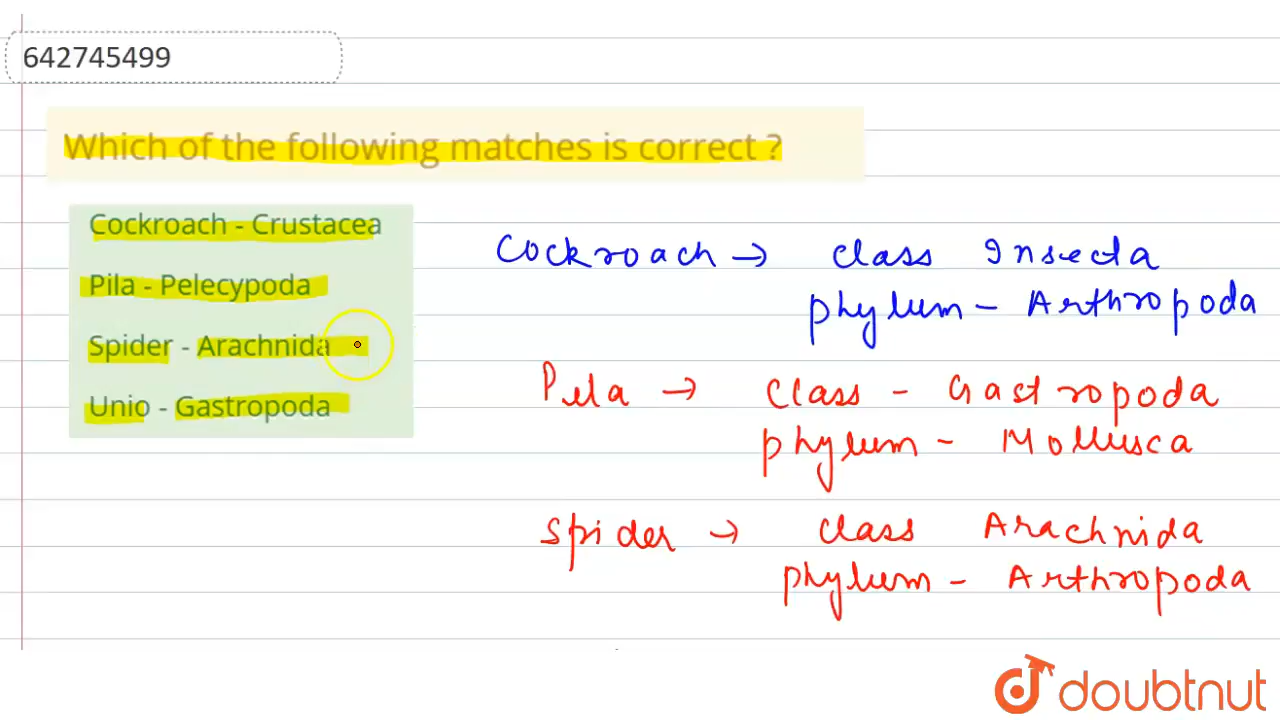 642745499
Which of the following matches is correct ?
Cockroach - Crustacea
Pila - Pelecypoda
Spider - Arachnida
Unio - Gastropoda
Cockroach → class Insecta
phylum - Arthropoda
Pila → class - Gastropoda
phylum - Mollusca
Spider → class Arachnida
phylum - Arthropoda
doubtnut